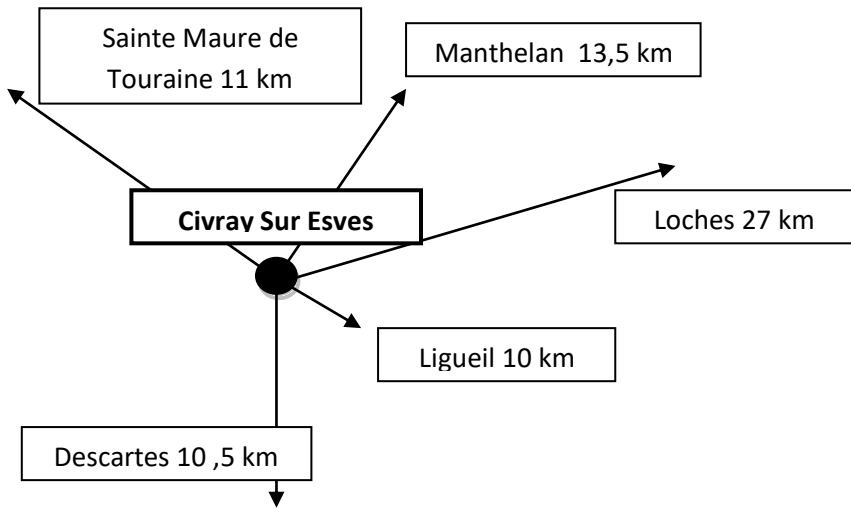 Sainte Maure de
Touraine 11 km
Manthelan 13,5 km
Civray Sur Esves
Loches 27 km
Ligueil 10 km
Descartes 10 ,5 km